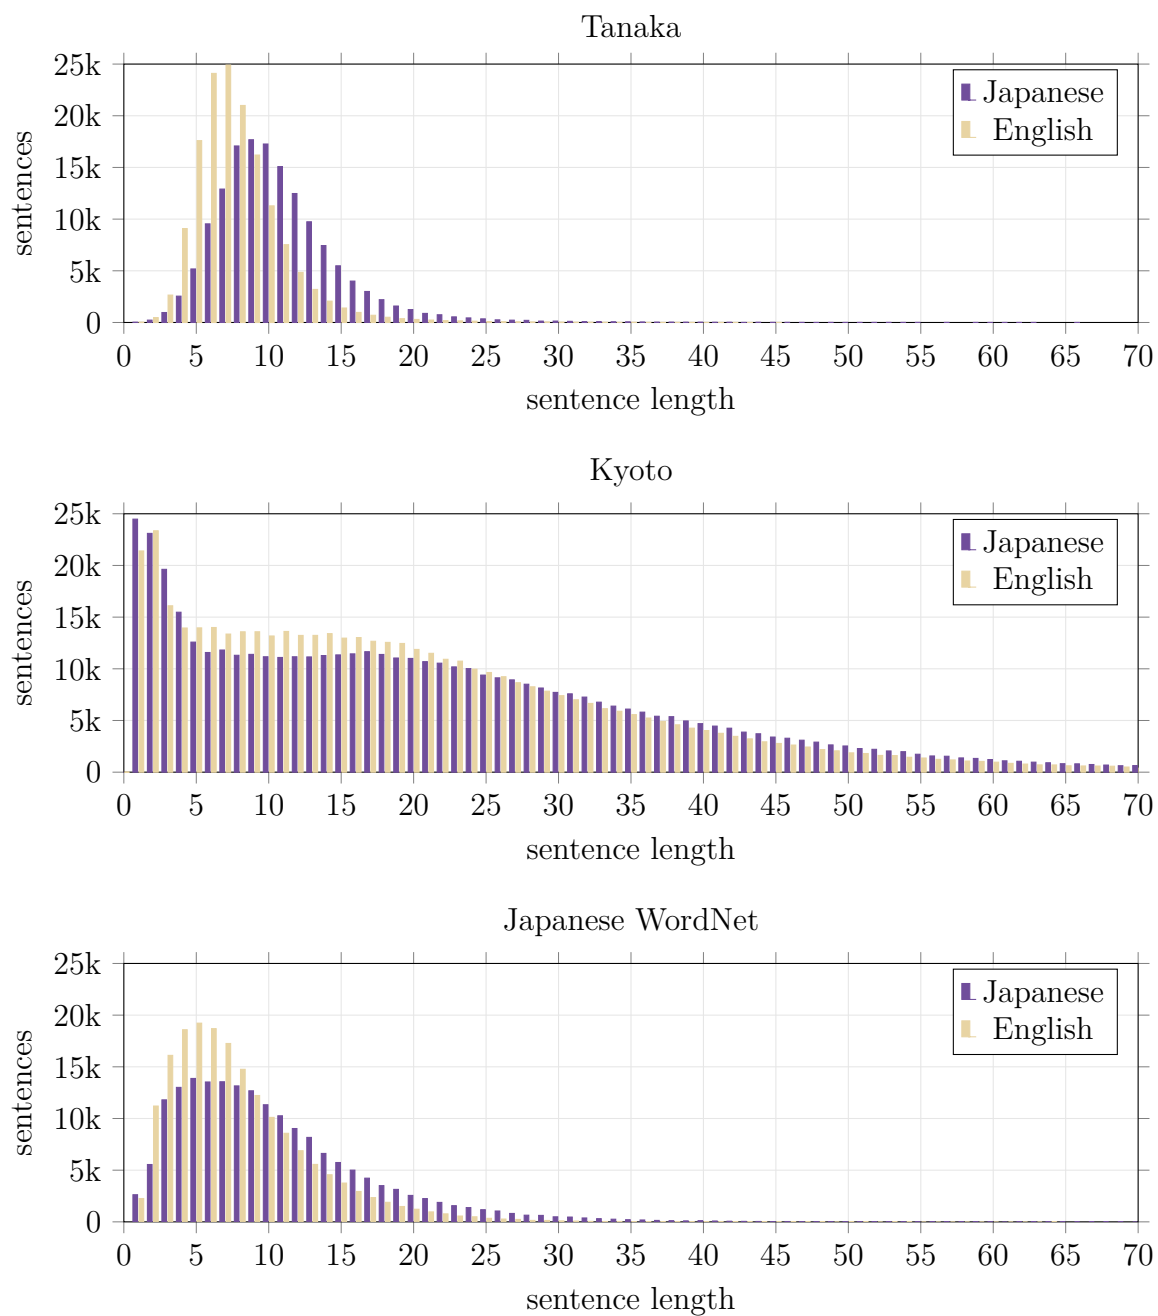 Tanaka
25k
20k
15k
10k
5k
0
sentences
Japanese
English
0 5 10 15 20 25 30 35 40 45 50 55 60 65 70
sentence length
Kyoto
25k
20k
15k
10k
5k
0
sentences
Japanese
English
0 5 10 15 20 25 30 35 40 45 50 55 60 65 70
sentence length
Japanese WordNet
25k
20k
15k
10k
5k
0
sentences
Japanese
English
0 5 10 15 20 25 30 35 40 45 50 55 60 65 70
sentence length